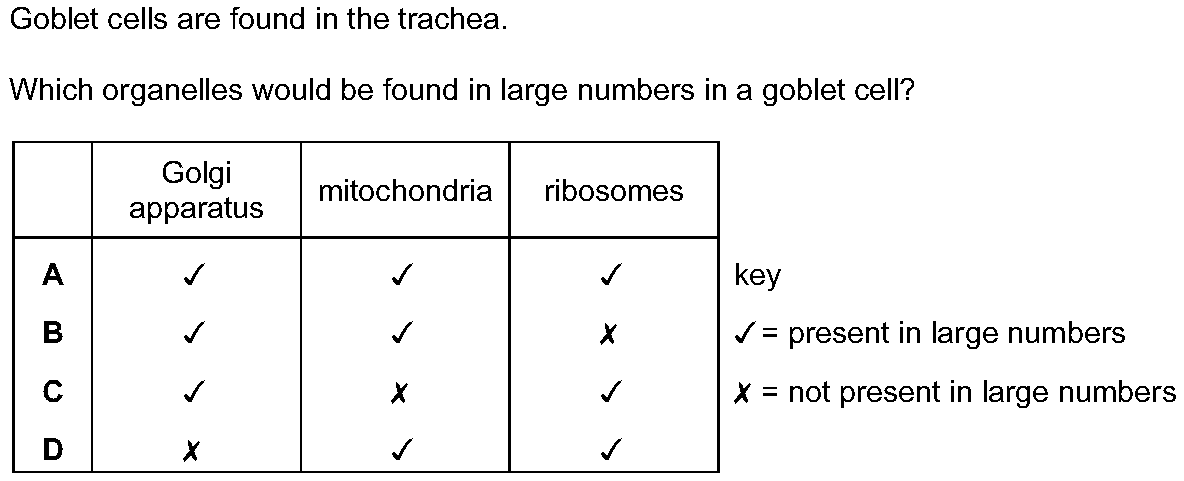 Goblet cells are found in the trachea.
Which organelles would be found in large numbers in a goblet cell?
Golgi apparatus mitochondria ribosomes
A ✓ ✓ ✓ key
B ✓ ✓ ✗ ✓ = present in large numbers
C ✓ ✗ ✓ ✗ = not present in large numbers
D ✗ ✓ ✓